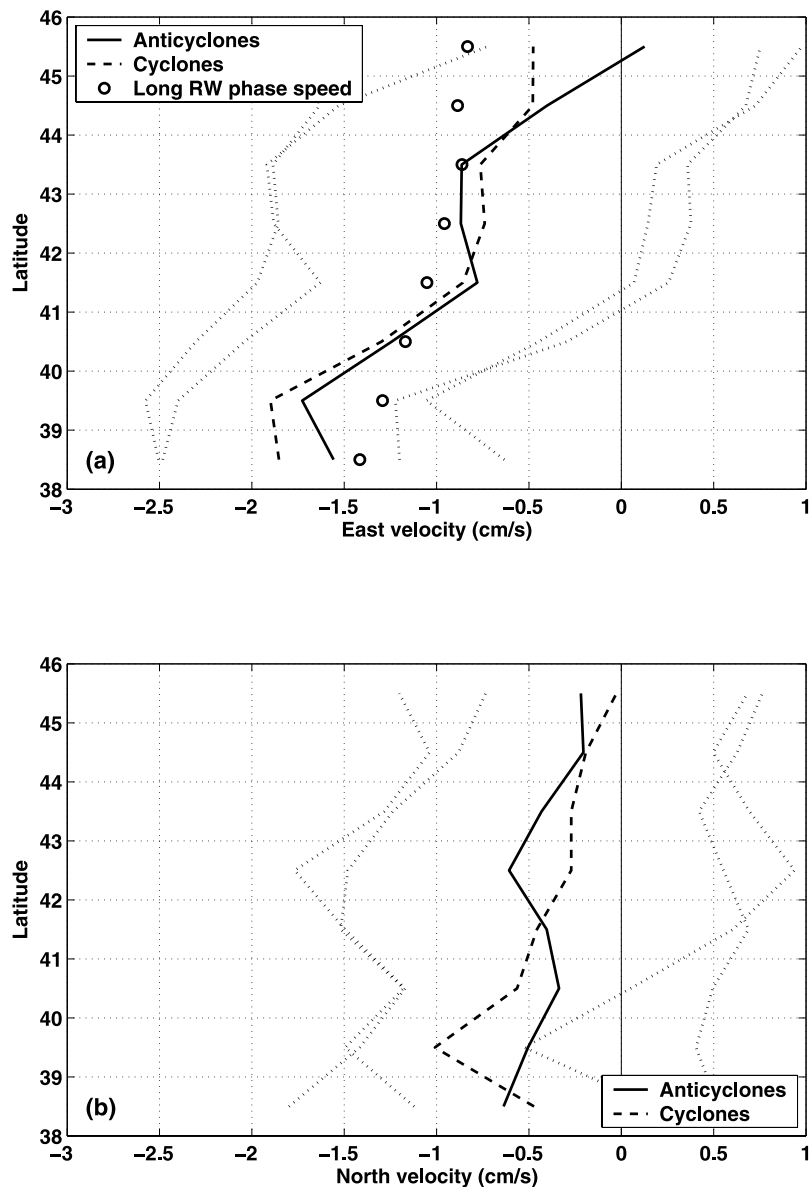 46
Anticyclones
45
Cyclones
Long RW phase speed
44
43
42
Latitude
41
40
39
(a)
38
−3 −2.5 −2 −1.5 −1 −0.5 0 0.5 1
East velocity (cm/s)
46
45
44
43
42
Latitude
41
40
39
Anticyclones
(b)
Cyclones
38
−3 −2.5 −2 −1.5 −1 −0.5 0 0.5 1
North velocity (cm/s)